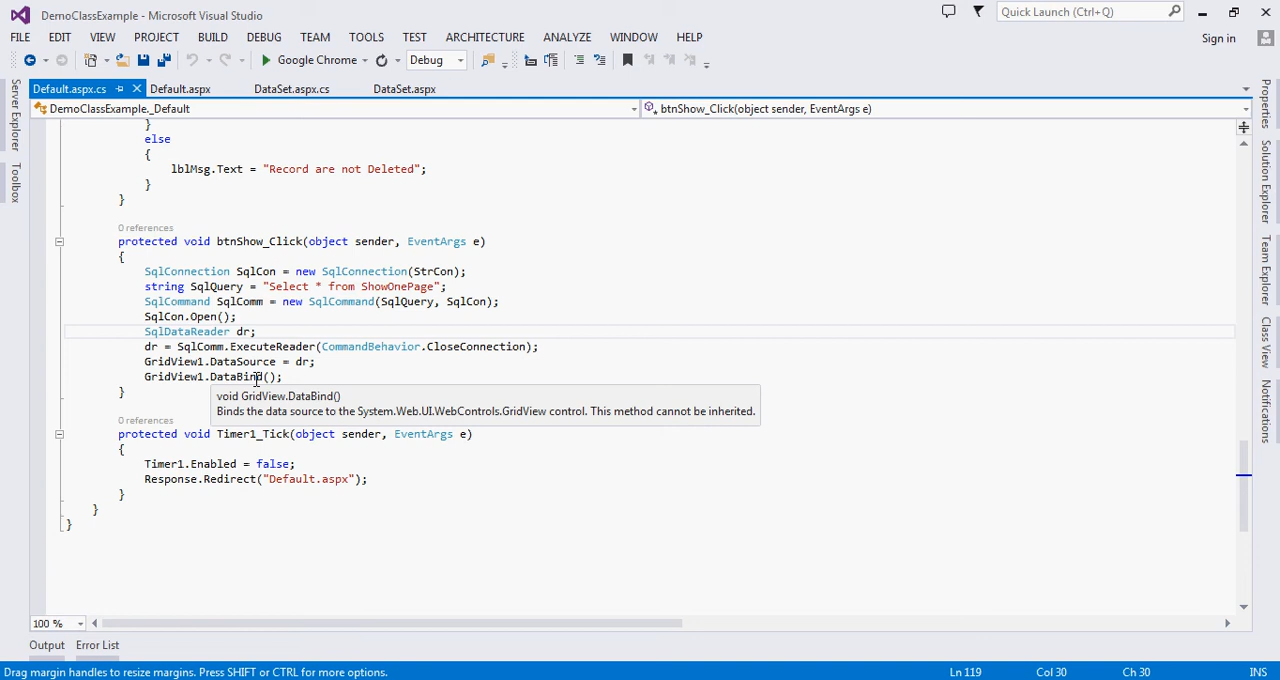 DemoClassExample - Microsoft Visual Studio
Quick Launch (Ctrl+Q)
FILE EDIT VIEW PROJECT BUILD DEBUG TEAM TOOLS TEST ARCHITECTURE ANALYZE WINDOW HELP
Sign in
Google Chrome Debug
Default.aspx.cs Default.aspx DataSet.aspx.cs DataSet.aspx
DemoClassExample._Default btnShow_Click(object sender, EventArgs e)
Server Explorer
Toolbox
}
else
{
lblMsg.Text = "Record are not Deleted";
}
}
0 references
protected void btnShow_Click(object sender, EventArgs e)
{
SqlConnection SqlCon = new SqlConnection(StrCon);
string SqlQuery = "Select * from ShowOnePage";
SqlCommand SqlComm = new SqlCommand(SqlQuery, SqlCon);
SqlCon.Open();
SqlDataReader dr;
dr = SqlComm.ExecuteReader(CommandBehavior.CloseConnection);
GridView1.DataSource = dr;
GridView1.DataBind();
}
void GridView.DataBind()
Binds the data source to the System.Web.UI.WebControls.GridView control. This method cannot be inherited.
0 references
protected void Timer1_Tick(object sender, EventArgs e)
{
Timer1.Enabled = false;
Response.Redirect("Default.aspx");
}
}
}
Properties
Solution Explorer
Team Explorer
Class View
Notifications
100 %
Output Error List
Drag margin handles to resize margins. Press SHIFT or CTRL for more options.
Ln 119 Col 30 Ch 30 INS